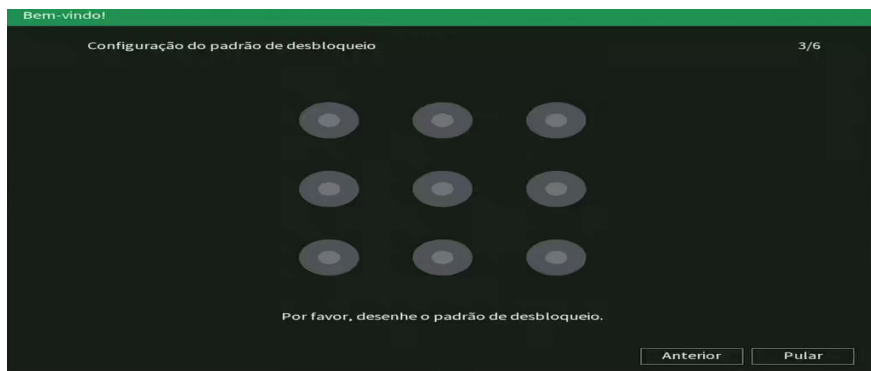 Bem-vindo!
Configuração do padrão de desbloqueio 3/6
Por favor, desenhe o padrão de desbloqueio.
Anterior Pular